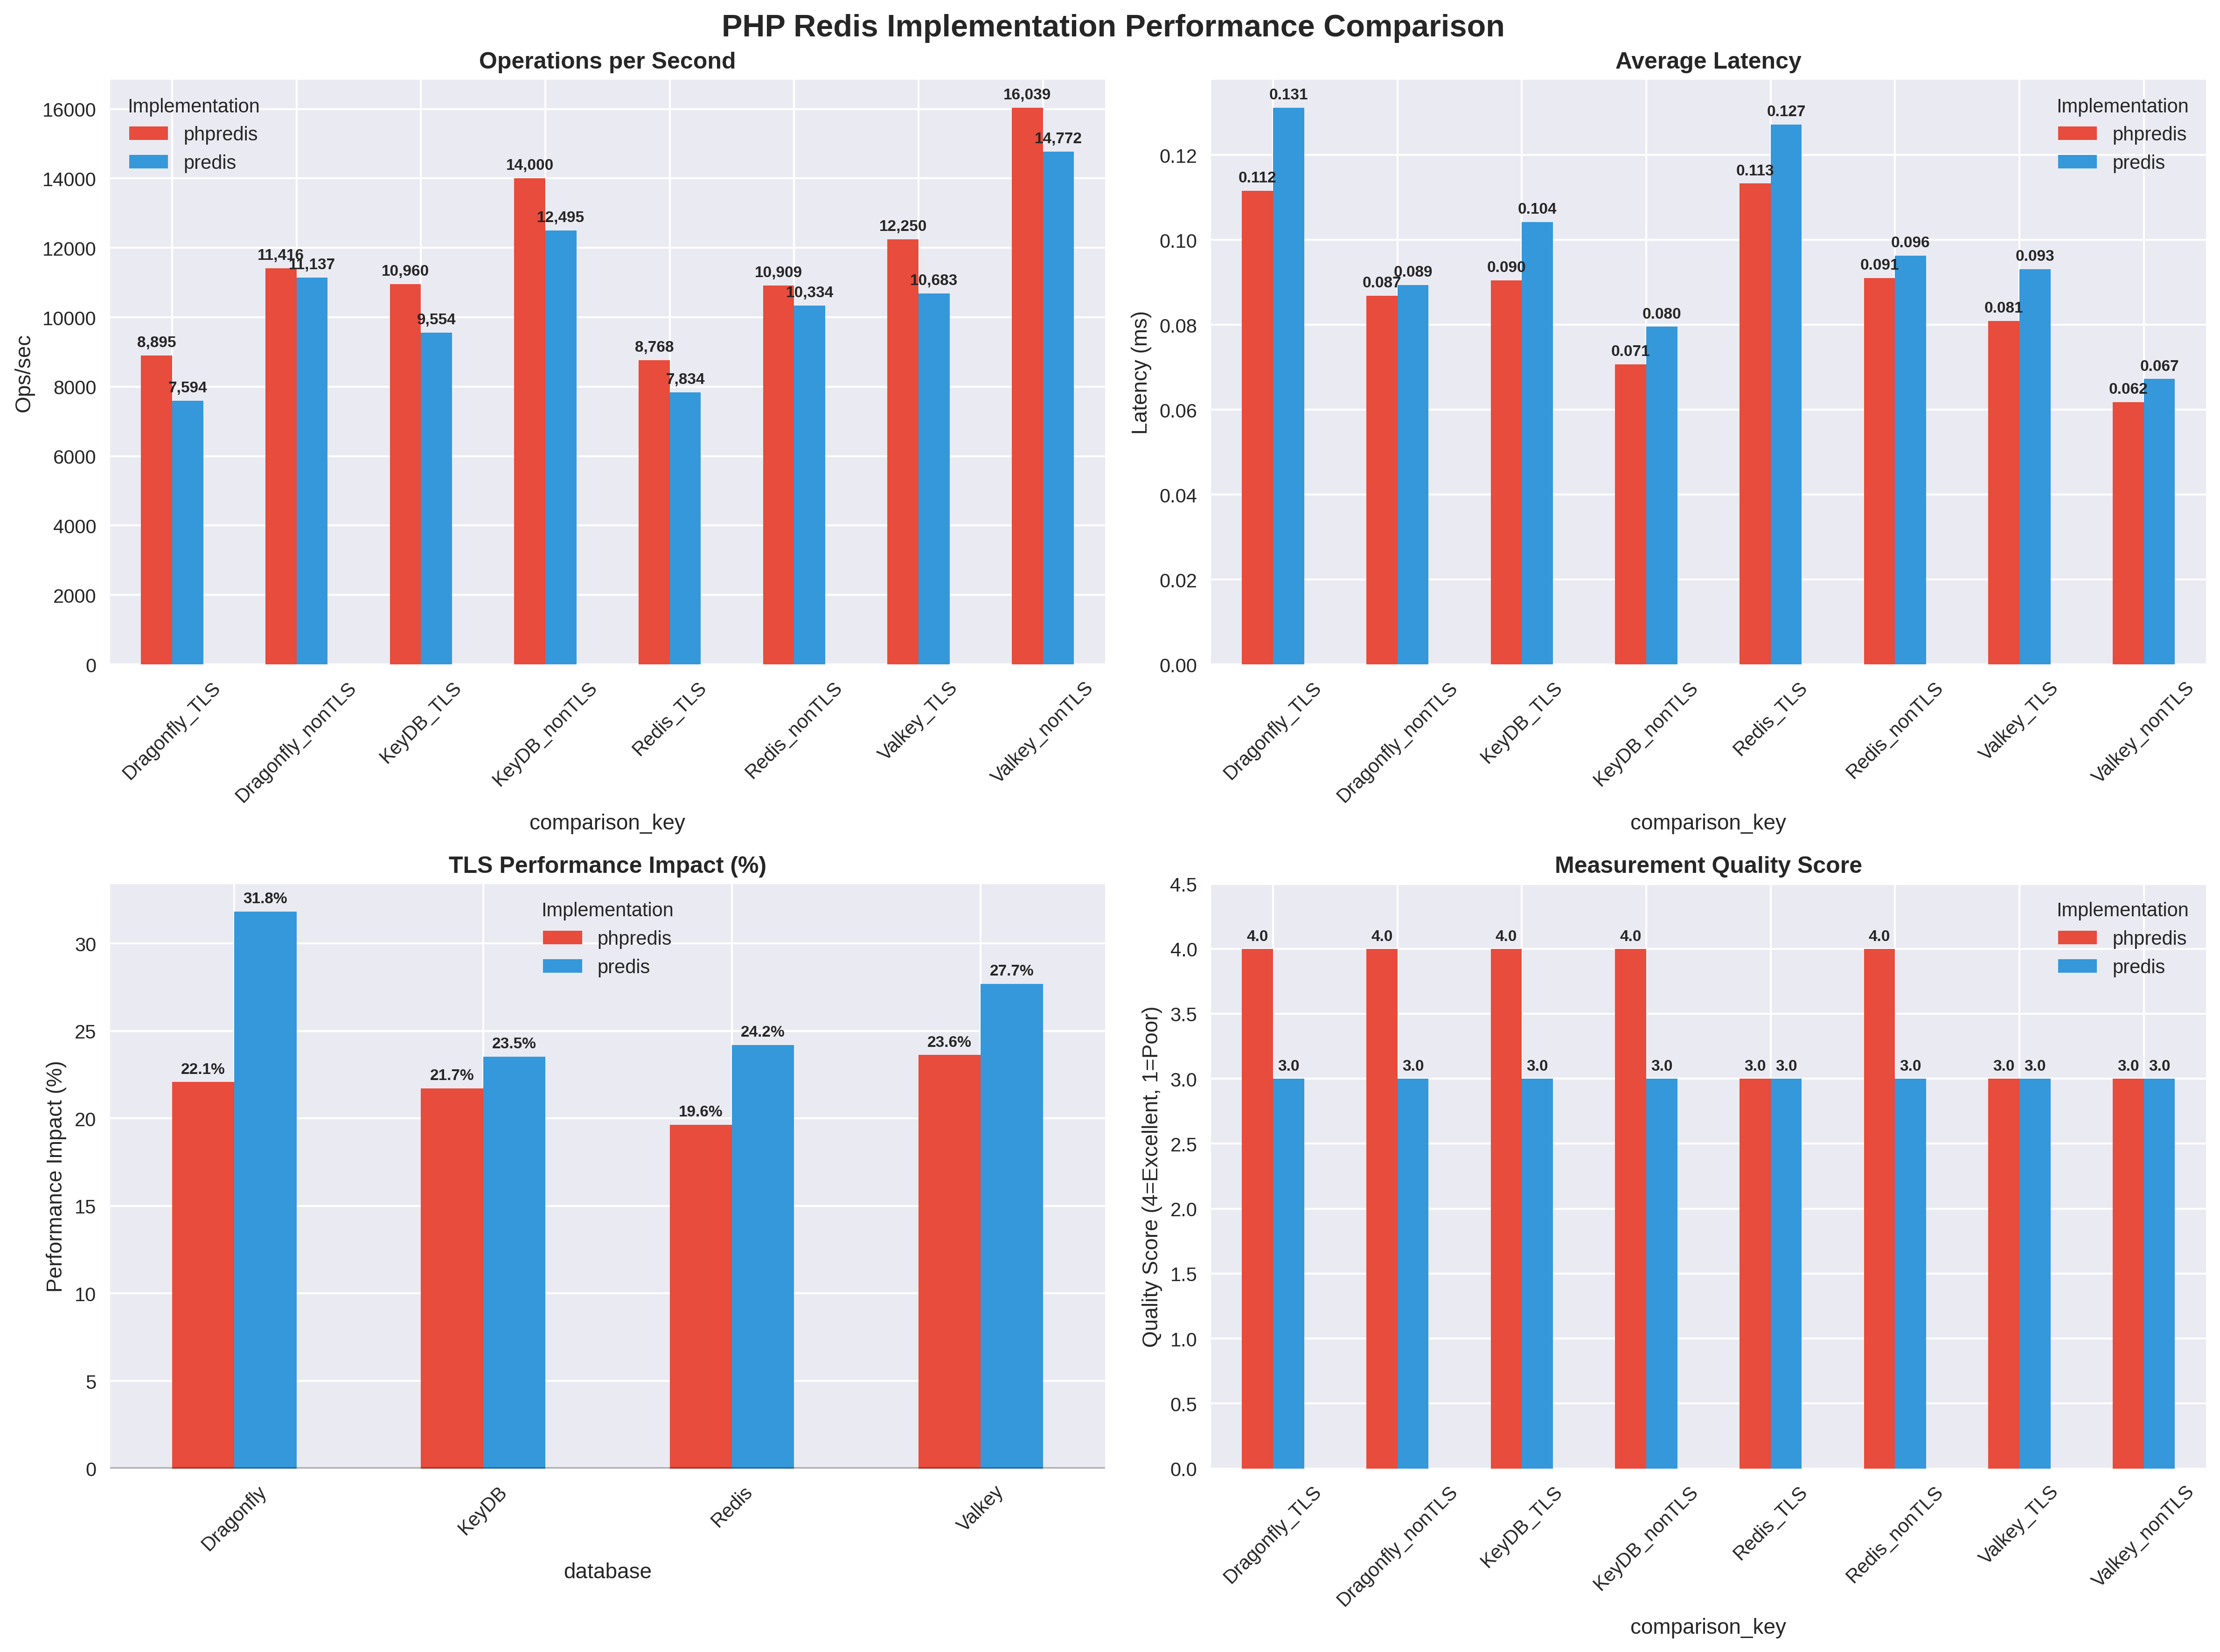 PHP Redis Implementation Performance Comparison
Operations per Second
Ops/sec
16000
14000
12000
10000
8000
6000
4000
2000
0
Implementation
phpredis
predis
8,895
7,594
11,416
11,137
10,960
9,554
14,000
12,495
8,768
7,834
10,909
10,334
12,250
10,683
16,039
14,772
Dragonfly_TLS
Dragonfly_nonTLS
KeyDB_TLS
KeyDB_nonTLS
Redis_TLS
Redis_nonTLS
Valkey_TLS
Valkey_nonTLS
comparison_key
Average Latency
Latency (ms)
0.12
0.10
0.08
0.06
0.04
0.02
0.00
Implementation
phpredis
predis
0.112
0.131
0.087
0.089
0.090
0.104
0.071
0.080
0.113
0.127
0.091
0.096
0.081
0.093
0.062
0.067
Dragonfly_TLS
Dragonfly_nonTLS
KeyDB_TLS
KeyDB_nonTLS
Redis_TLS
Redis_nonTLS
Valkey_TLS
Valkey_nonTLS
comparison_key
TLS Performance Impact (%)
Performance Impact (%)
30
25
20
15
10
5
0
Implementation
phpredis
predis
22.1%
31.8%
21.7%
23.5%
19.6%
24.2%
23.6%
27.7%
Dragonfly
KeyDB
Redis
Valkey
database
Measurement Quality Score
Quality Score (4=Excellent, 1=Poor)
4.5
4.0
3.5
3.0
2.5
2.0
1.5
1.0
0.5
0.0
Implementation
phpredis
predis
4.0
3.0
4.0
3.0
4.0
3.0
4.0
3.0
3.0
3.0
4.0
3.0
3.0
3.0
3.0
3.0
Dragonfly_TLS
Dragonfly_nonTLS
KeyDB_TLS
KeyDB_nonTLS
Redis_TLS
Redis_nonTLS
Valkey_TLS
Valkey_nonTLS
comparison_key